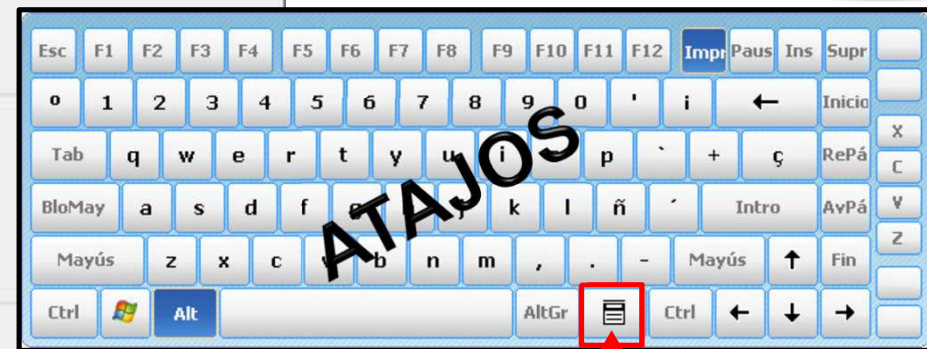 Esc F1 F2 F3 F4 F5 F6 F7 F8 F9 F10 F11 F12 Impr Paus Ins Supr
º 1 2 3 4 5 6 7 8 9 0 ' ¡ ← Inicio
Tab q w e r t y u i p ` + ç RePá X
C
BloMay a s d f k l ñ ´ Intro AvPá V
ATAJOS
Mayús z x c b n m , . - Mayús ↑ Fin Z
Ctrl Alt AltGr Ctrl ← ↓ →